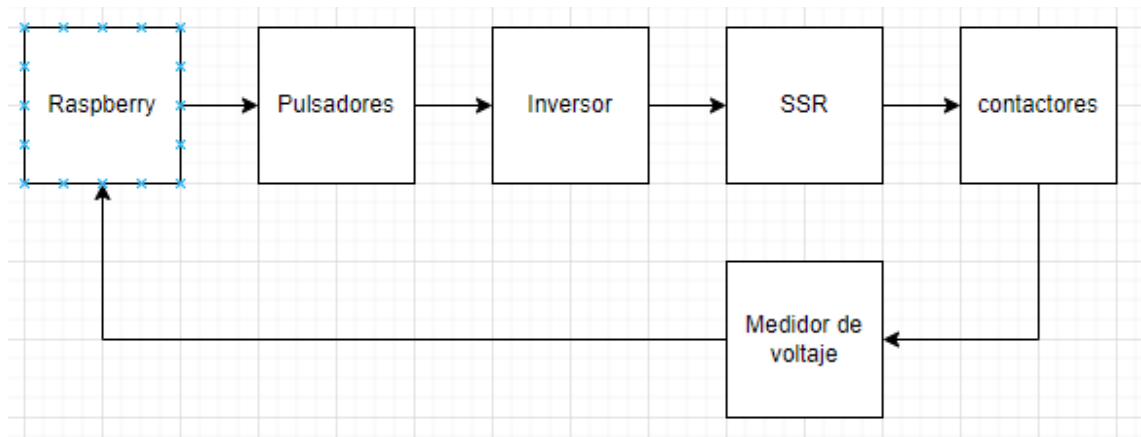 Raspberry
Pulsadores
Inversor
SSR
contactores
Medidor de
voltaje